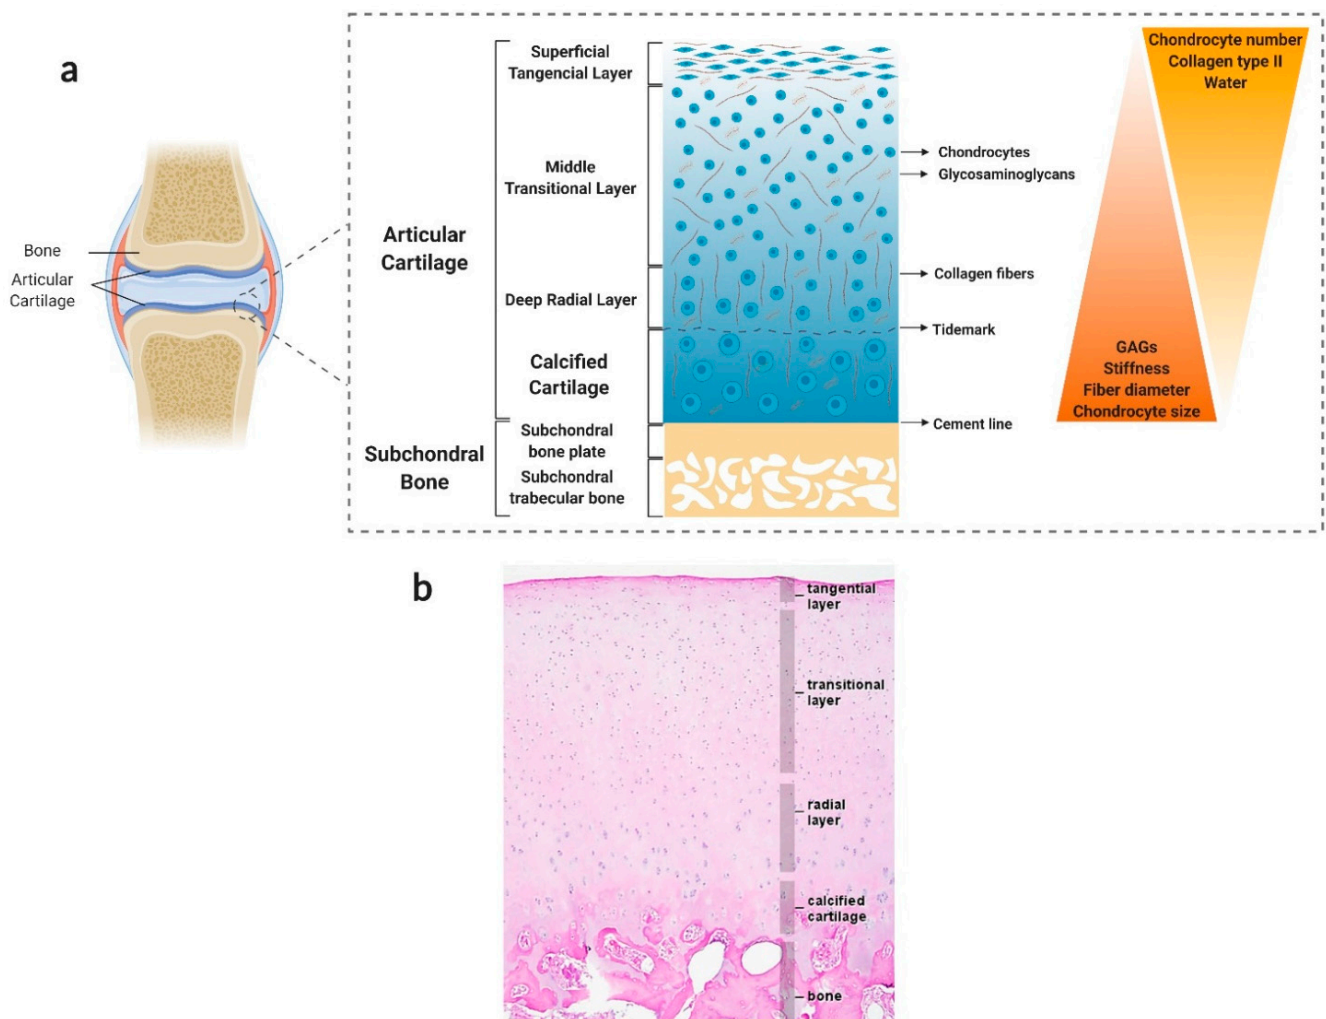 a
Bone
Articular
Cartilage
Articular
Cartilage
Subchondral
Bone
Superficial
Tangencial Layer
Middle
Transitional Layer
Deep Radial Layer
Calcified
Cartilage
Subchondral
bone plate
Subchondral
trabecular bone
Chondrocytes
Glycosaminoglycans
Collagen fibers
Tidemark
Cement line
Chondrocyte number
Collagen type II
Water
GAGs
Stiffness
Fiber diameter
Chondrocyte size
b
tangential
layer
transitional
layer
radial
layer
calcified
cartilage
bone